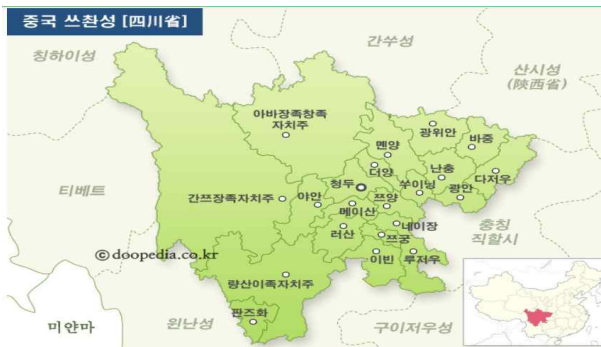 중국 쓰촨성 [四川省]
칭하이성
간쑤성
산시성
(陝西省)
아바장족창족
자치주
광위안
바중
몐양
더양
난충
다저우
청두
쑤이닝
광안
간쯔장족자치주
야안
쯔양
메이산
티베트
러산
네이장
쯔궁
충칭
직할시
ⓒ doopedia.co.kr
이빈
루저우
량산이족자치주
판즈화
미얀마
윈난성
구이저우성